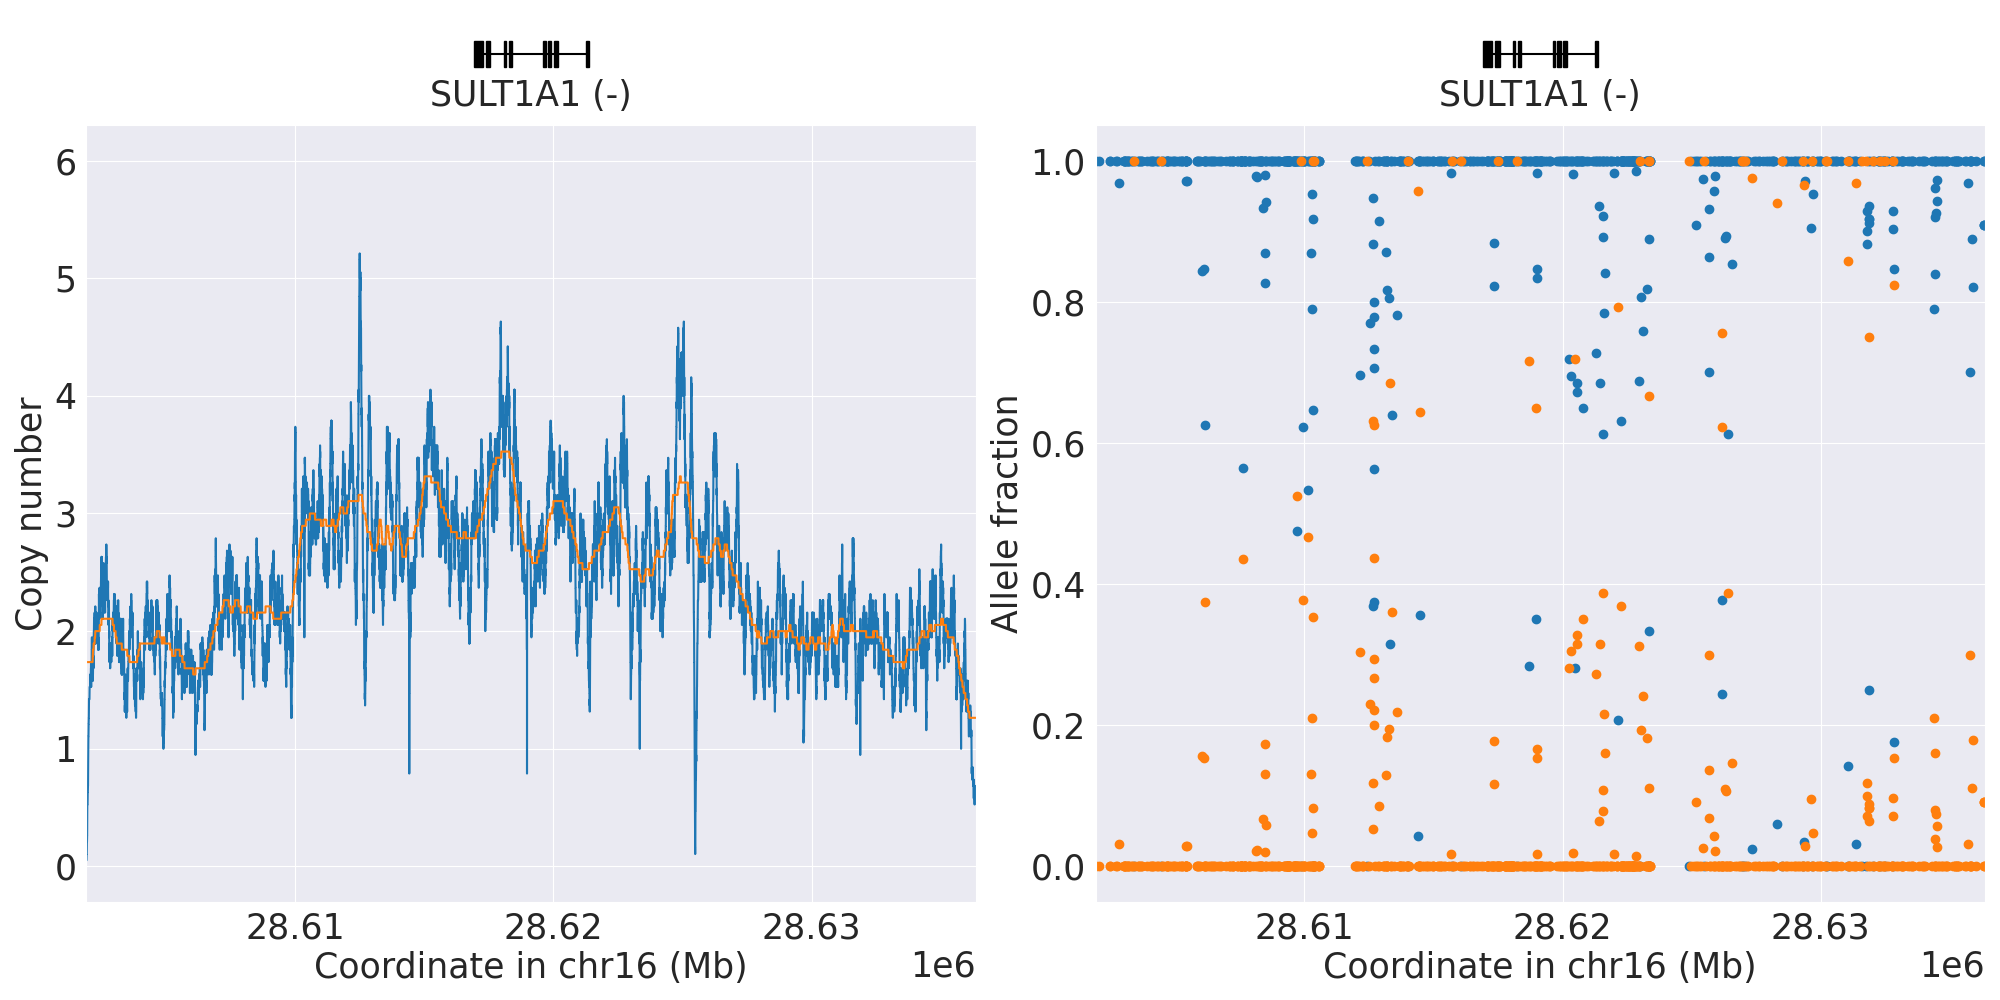 SULT1A1 (-)
6
5
4
3
2
1
0
Copy number
28.61
28.62
28.63
Coordinate in chr16 (Mb)
1e6
SULT1A1 (-)
1.0
0.8
0.6
0.4
0.2
0.0
Allele fraction
28.61
28.62
28.63
Coordinate in chr16 (Mb)
1e6